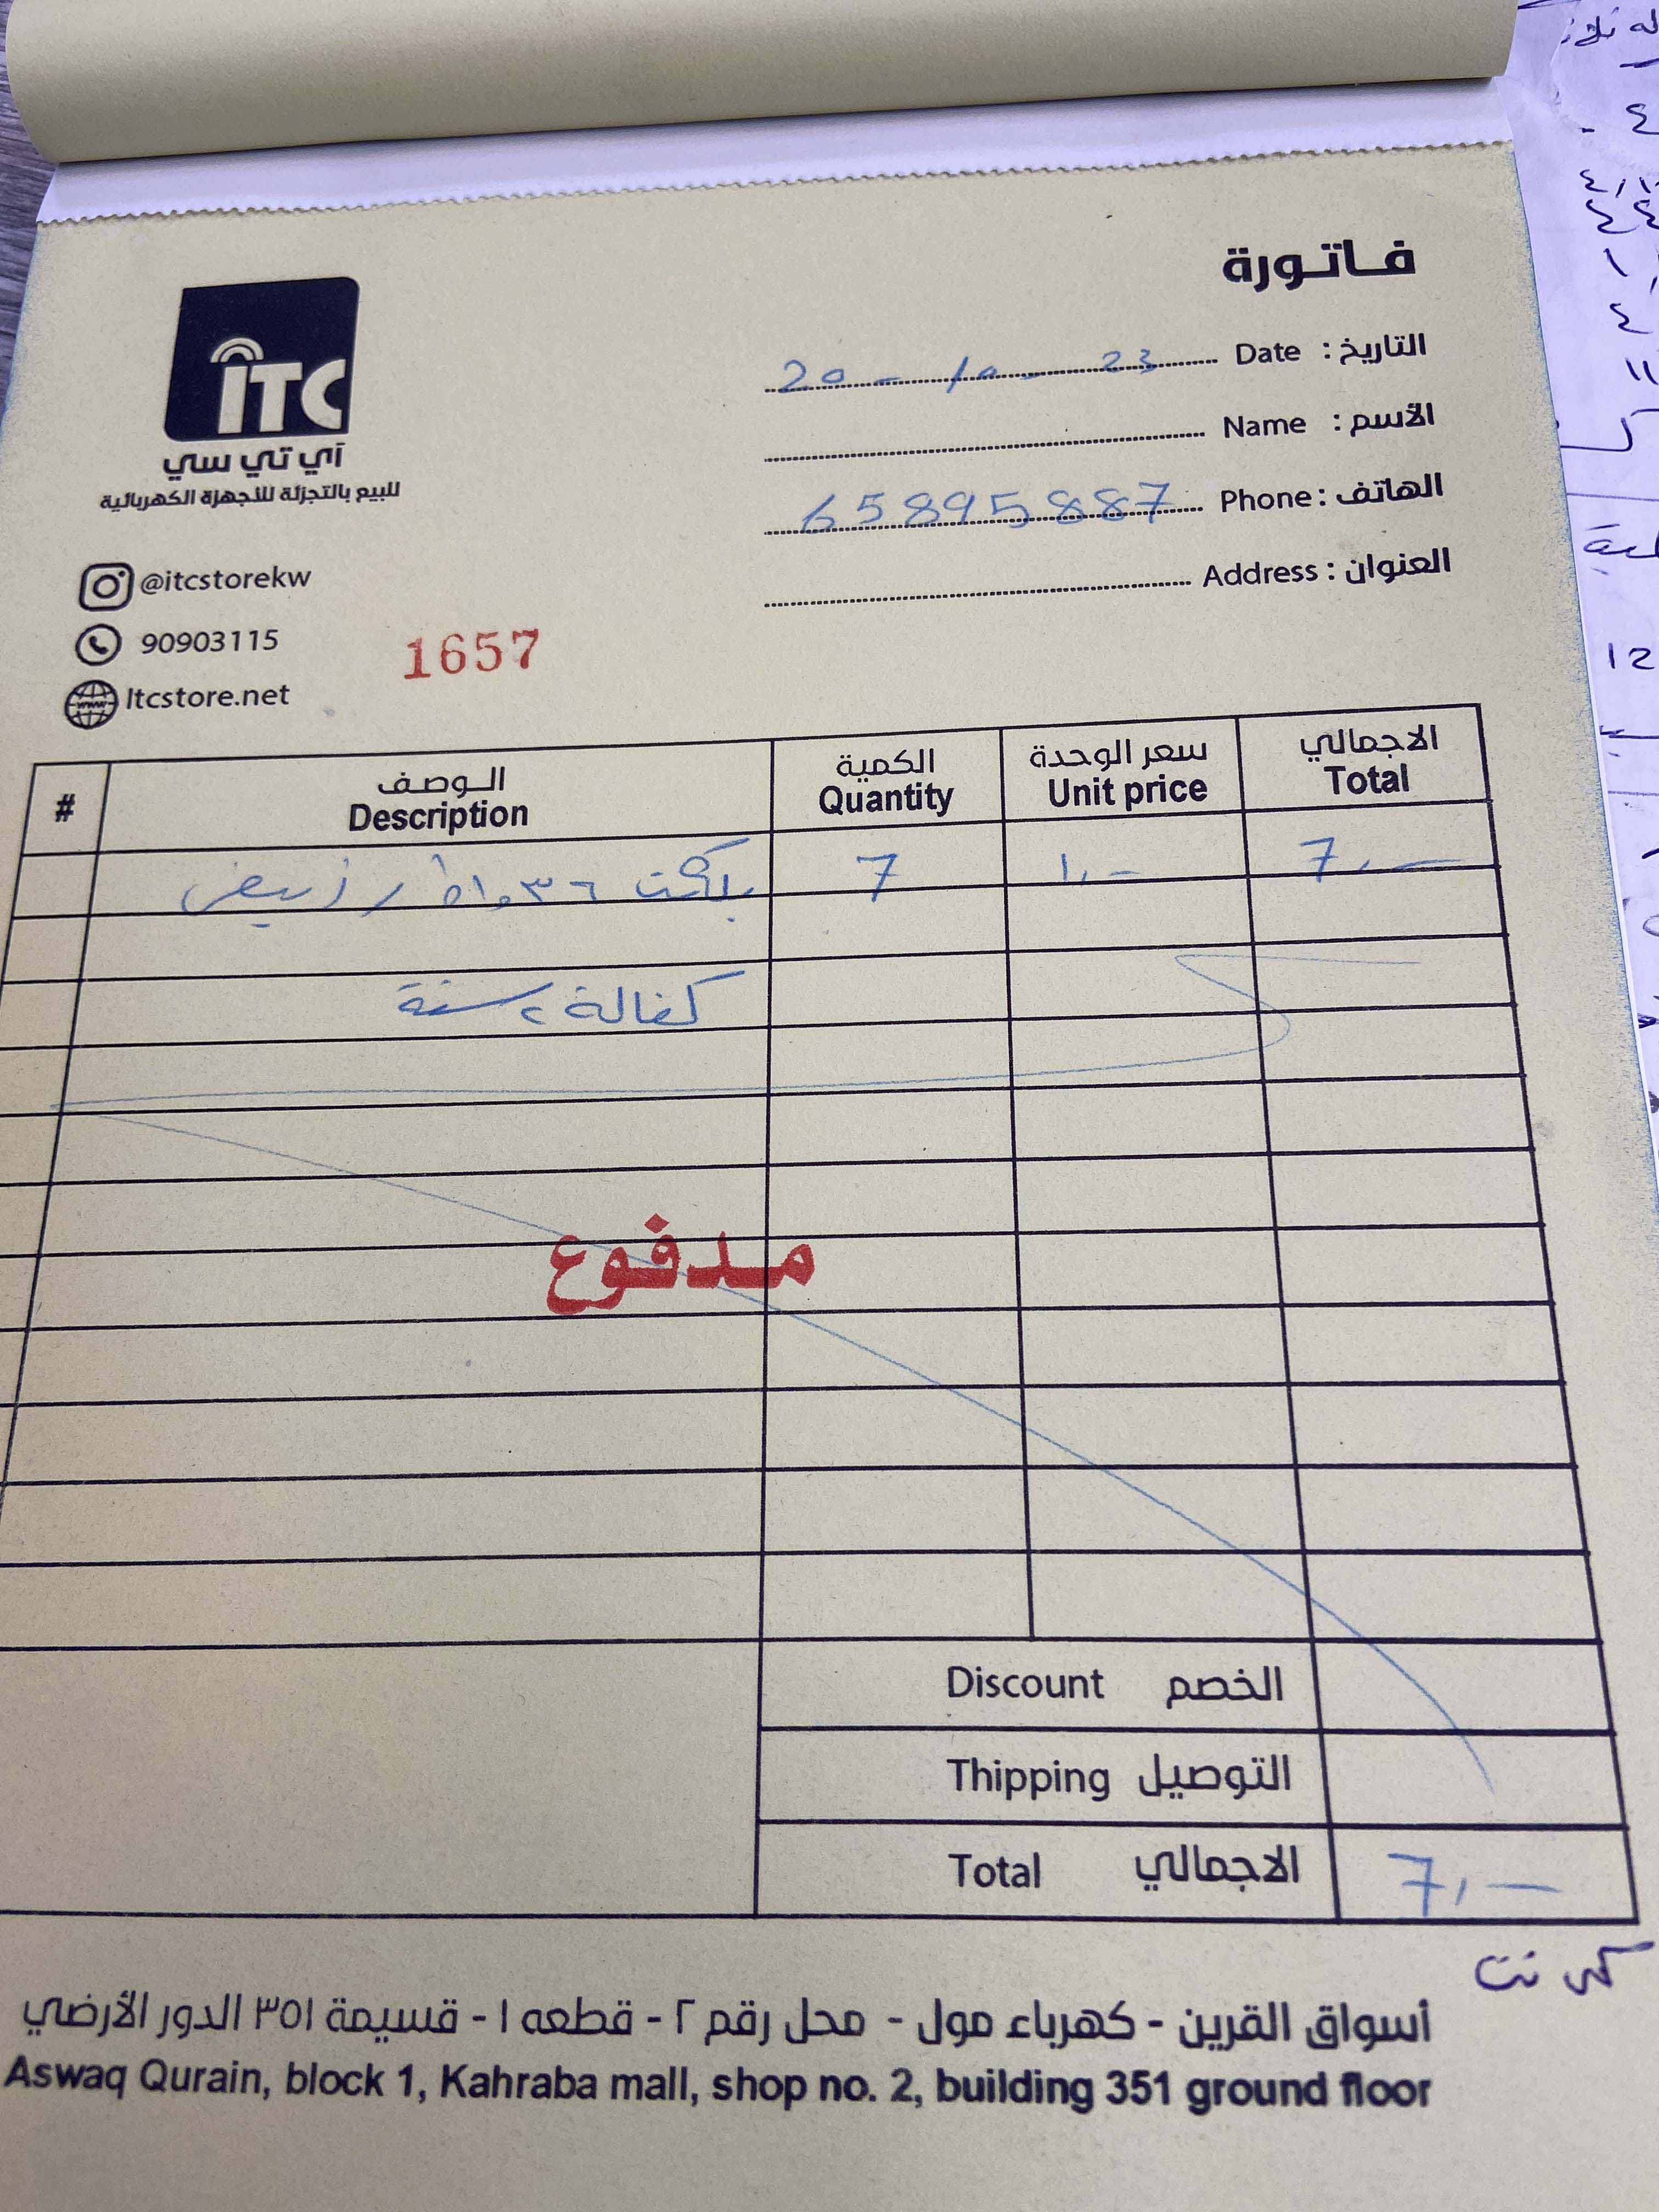 فاتورة
التاريخ : Date 20 - 10 - 23
الأسم : Name
الهاتف : Phone 65895887
العنوان : Address
ITC
آي تي سي
للبيع بالتجزئة للأجهزة الكهربائية
@itcstorekw
90903115
1657
www
Itcstore.net
# الوصف الكمية سعر الوحدة الاجمالي
Description Quantity Unit price Total
٣٦ واط / أبيض 7 ١,- 7,-
كفالة ٢ سنة
مدفوع
Discount الخصم
Thipping التوصيل
Total الاجمالي 7,-
كي نت
أسواق القرين - كهرباء مول - محل رقم ٢ - قطعه ١ - قسيمة ٣٥١ الدور الأرضي
Aswaq Qurain, block 1, Kahraba mall, shop no. 2, building 351 ground floor